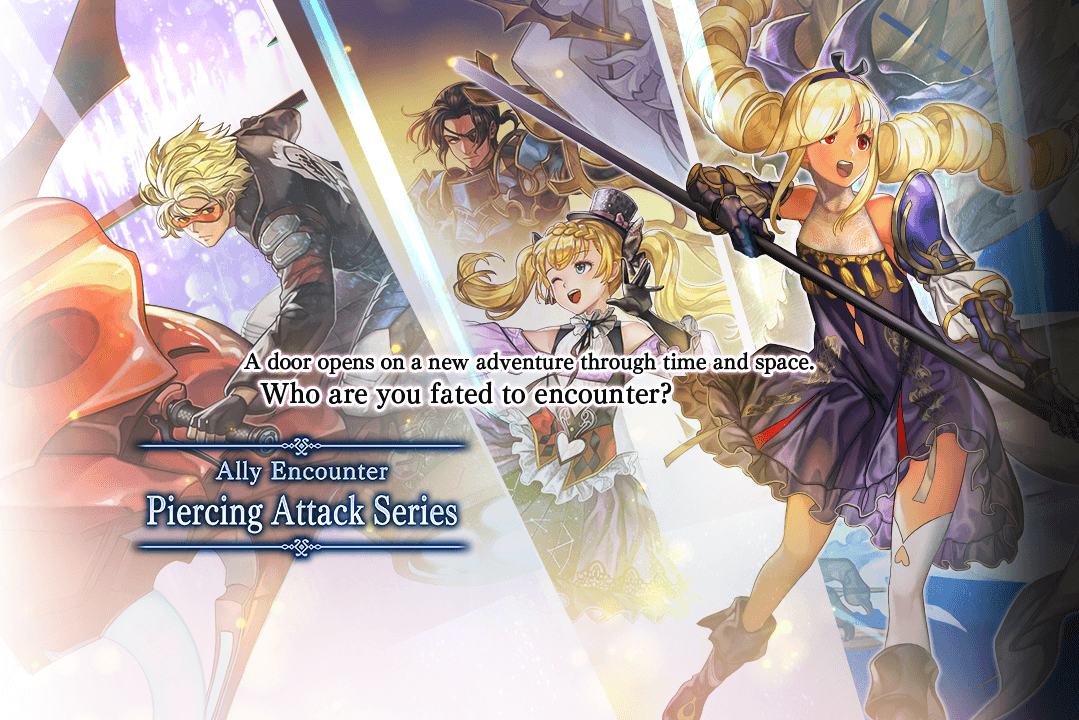 A door opens on a new adventure through time and space.
Who are you fated to encounter?
Ally Encounter
Piercing Attack Series